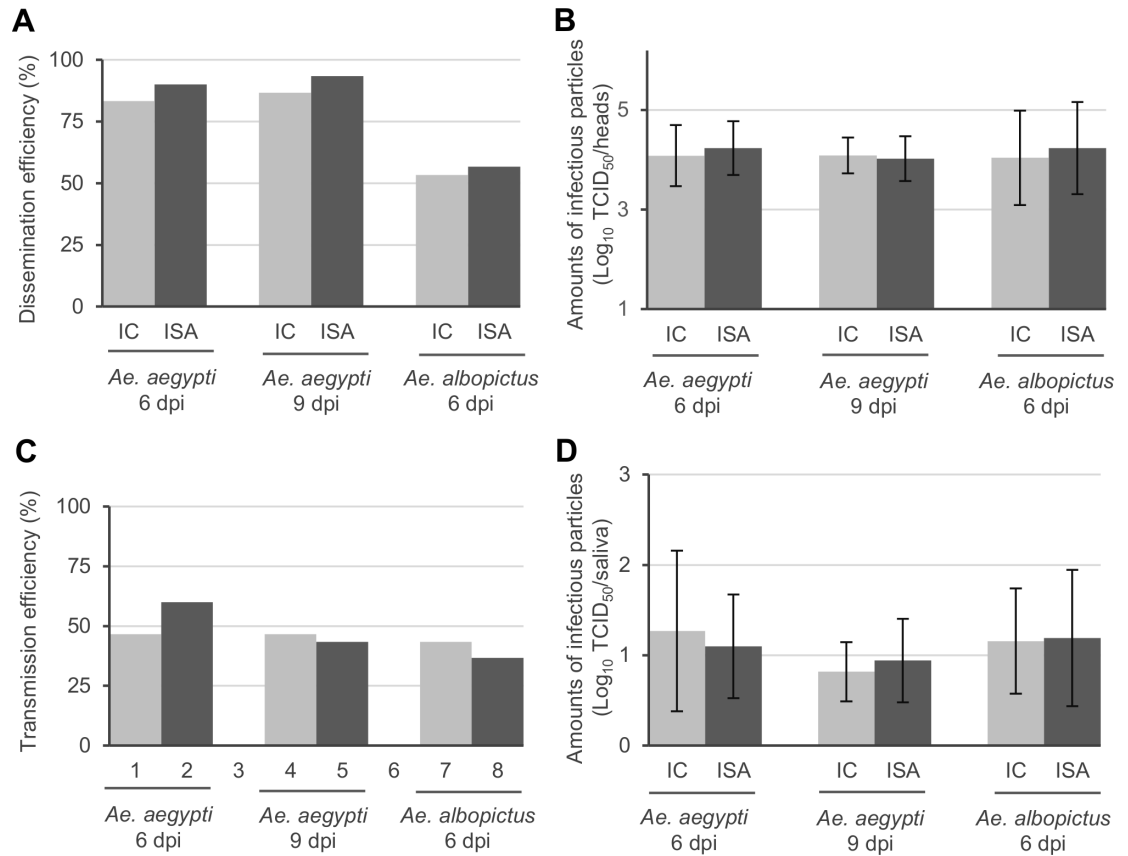 A
Dissemination efficiency (%)
100
75
50
25
0
IC ISA IC ISA IC ISA
Ae. aegypti Ae. aegypti Ae. albopictus
6 dpi 9 dpi 6 dpi
B
Amounts of infectious particles
(Log10 TCID50/heads)
5
3
1
IC ISA IC ISA IC ISA
Ae. aegypti Ae. aegypti Ae. albopictus
6 dpi 9 dpi 6 dpi
C
Transmission efficiency (%)
100
75
50
25
0
1 2 3 4 5 6 7 8
Ae. aegypti Ae. aegypti Ae. albopictus
6 dpi 9 dpi 6 dpi
D
Amounts of infectious particles
(Log10 TCID50/saliva)
3
2
1
0
IC ISA IC ISA IC ISA
Ae. aegypti Ae. aegypti Ae. albopictus
6 dpi 9 dpi 6 dpi